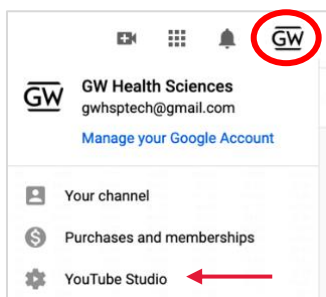 GW
GW
GW Health Sciences
gwhsptech@gmail.com
Manage your Google Account
Your channel
Purchases and memberships
YouTube Studio